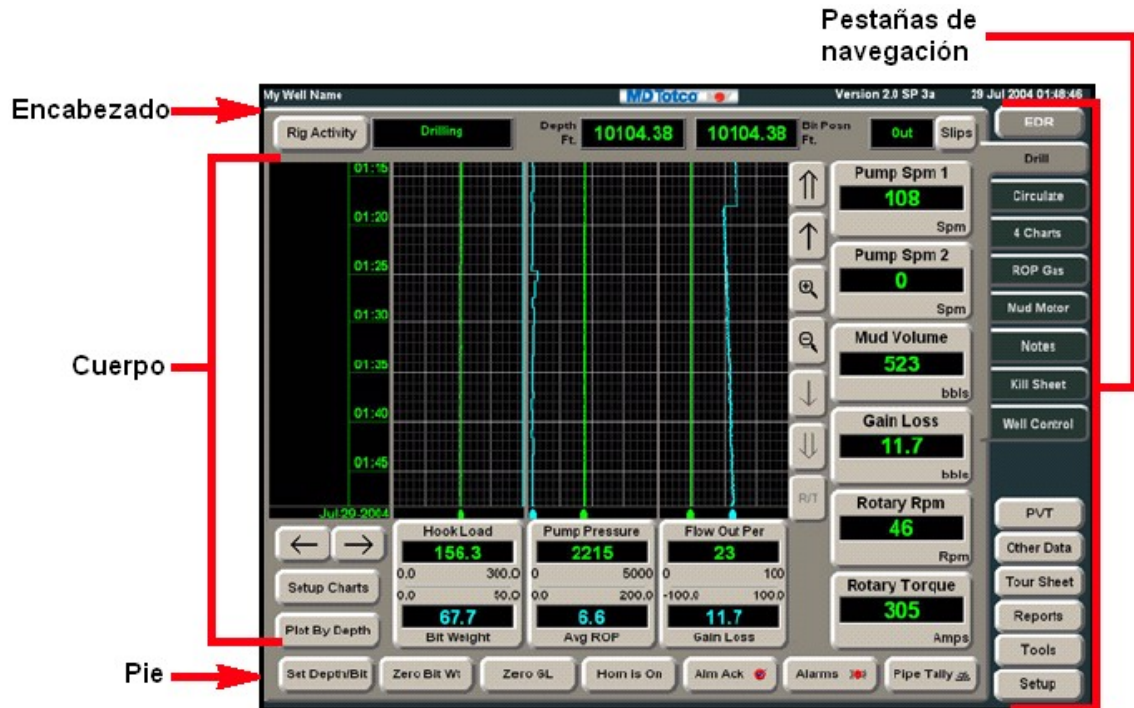 Pestañas de
navegación
Encabezado
Cuerpo
Pie
My Well Name
MD Totco
Version 2.0 SP 3a
29 Jul 2004 01:48:46
Rig Activity
Drilling
Depth
Ft.
10104.38
10104.38
Bit Posn
Ft.
Out
Slips
01:15
01:20
01:25
01:30
01:35
01:40
01:45
Jul 29 2004
R/T
Pump Spm 1
108
Spm
Pump Spm 2
0
Spm
Mud Volume
523
bbls
Gain Loss
11.7
bbls
Rotary Rpm
46
Rpm
Rotary Torque
305
Amps
EDR
Drill
Circulate
4 Charts
ROP Gas
Mud Motor
Notes
Kill Sheet
Well Control
PVT
Other Data
Tour Sheet
Reports
Tools
Setup
Setup Charts
Plot By Depth
Hook Load
156.3
0.0 300.0
0.0 50.0
67.7
Bit Weight
Pump Pressure
2215
0 5000
0.0 200.0
6.6
Avg ROP
Flow Out Per
23
0 100
-100.0 100.0
11.7
Gain Loss
Set Depth/Bit
Zero Bit Wt
Zero GL
Horn Is On
Alm Ack
Alarms
Pipe Tally